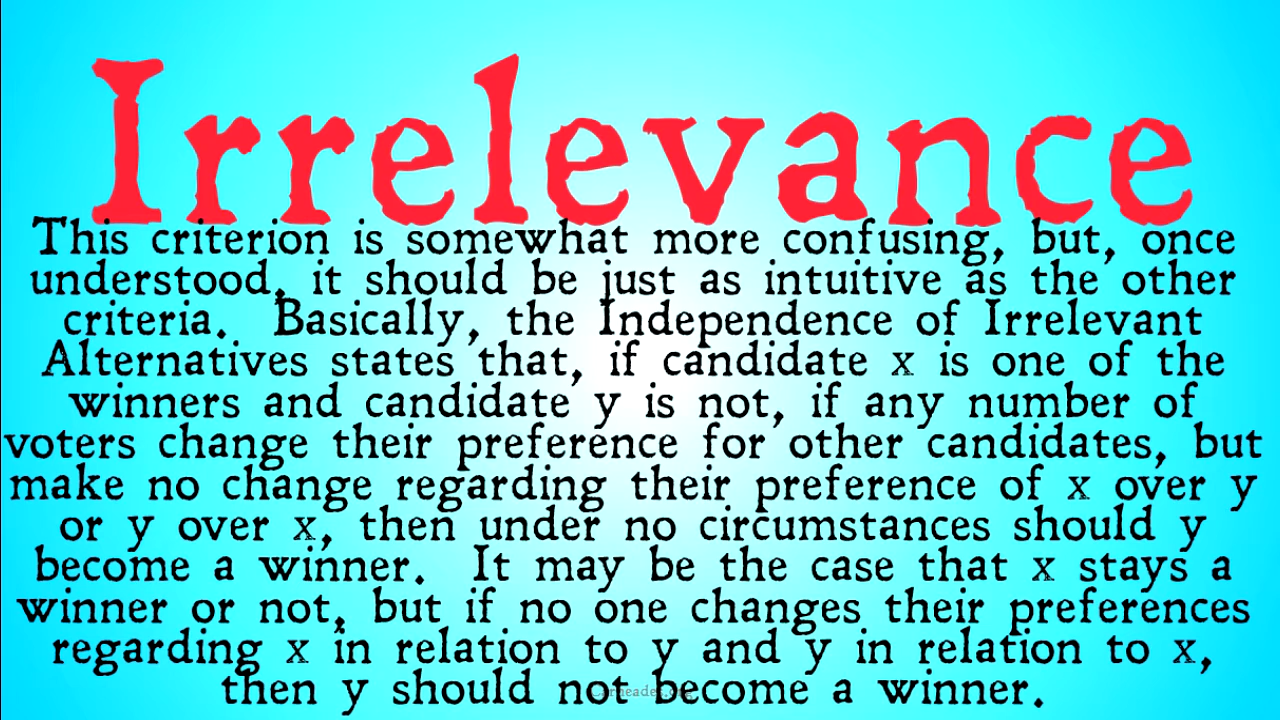 Irrelevance
This criterion is somewhat more confusing, but, once
understood, it should be just as intuitive as the other
criteria.  Basically, the Independence of Irrelevant
Alternatives states that, if candidate x is one of the
winners and candidate y is not, if any number of
voters change their preference for other candidates, but
make no change regarding their preference of x over y
or y over x, then under no circumstances should y
become a winner.  It may be the case that x stays a
winner or not, but if no one changes their preferences
regarding x in relation to y and y in relation to x,
then y should not become a winner.
Carneades.org